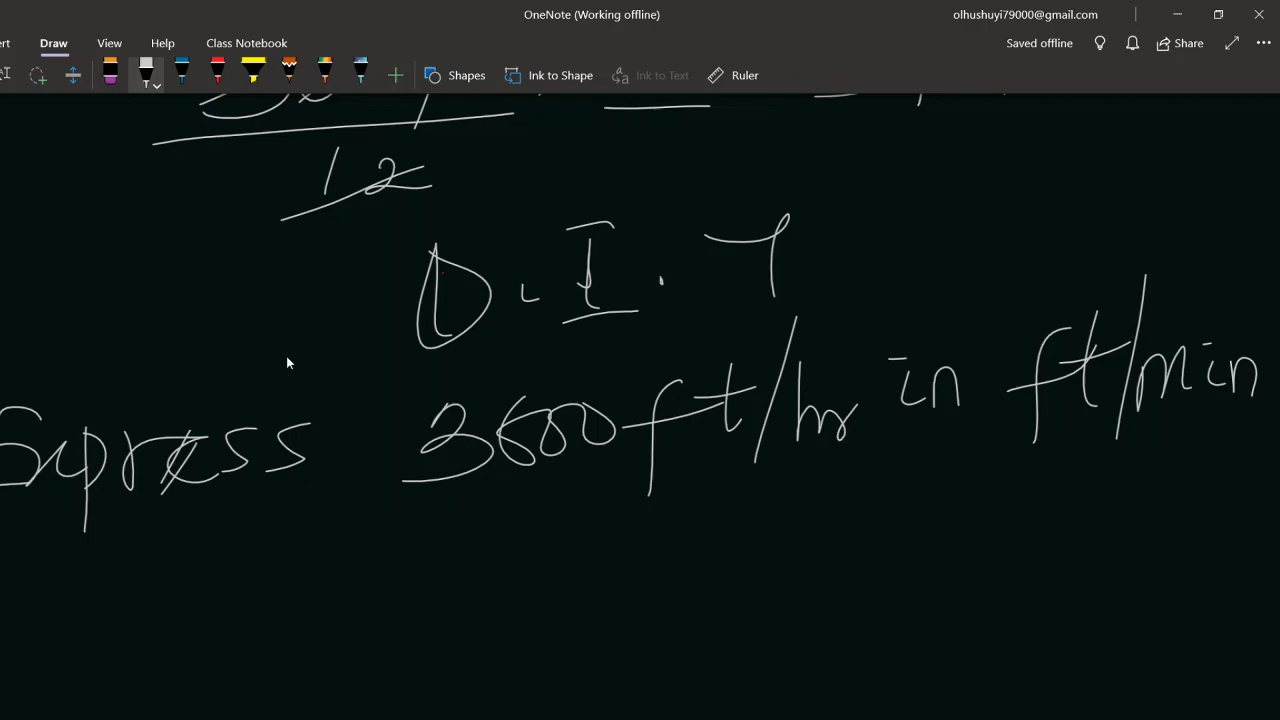 OneNote (Working offline)
olhushuyi79000@gmail.com
ert Draw View Help Class Notebook
Saved offline Share
Shapes Ink to Shape Ink to Text Ruler
12
D.I.Y
Express 3600ft/hr in ft/min